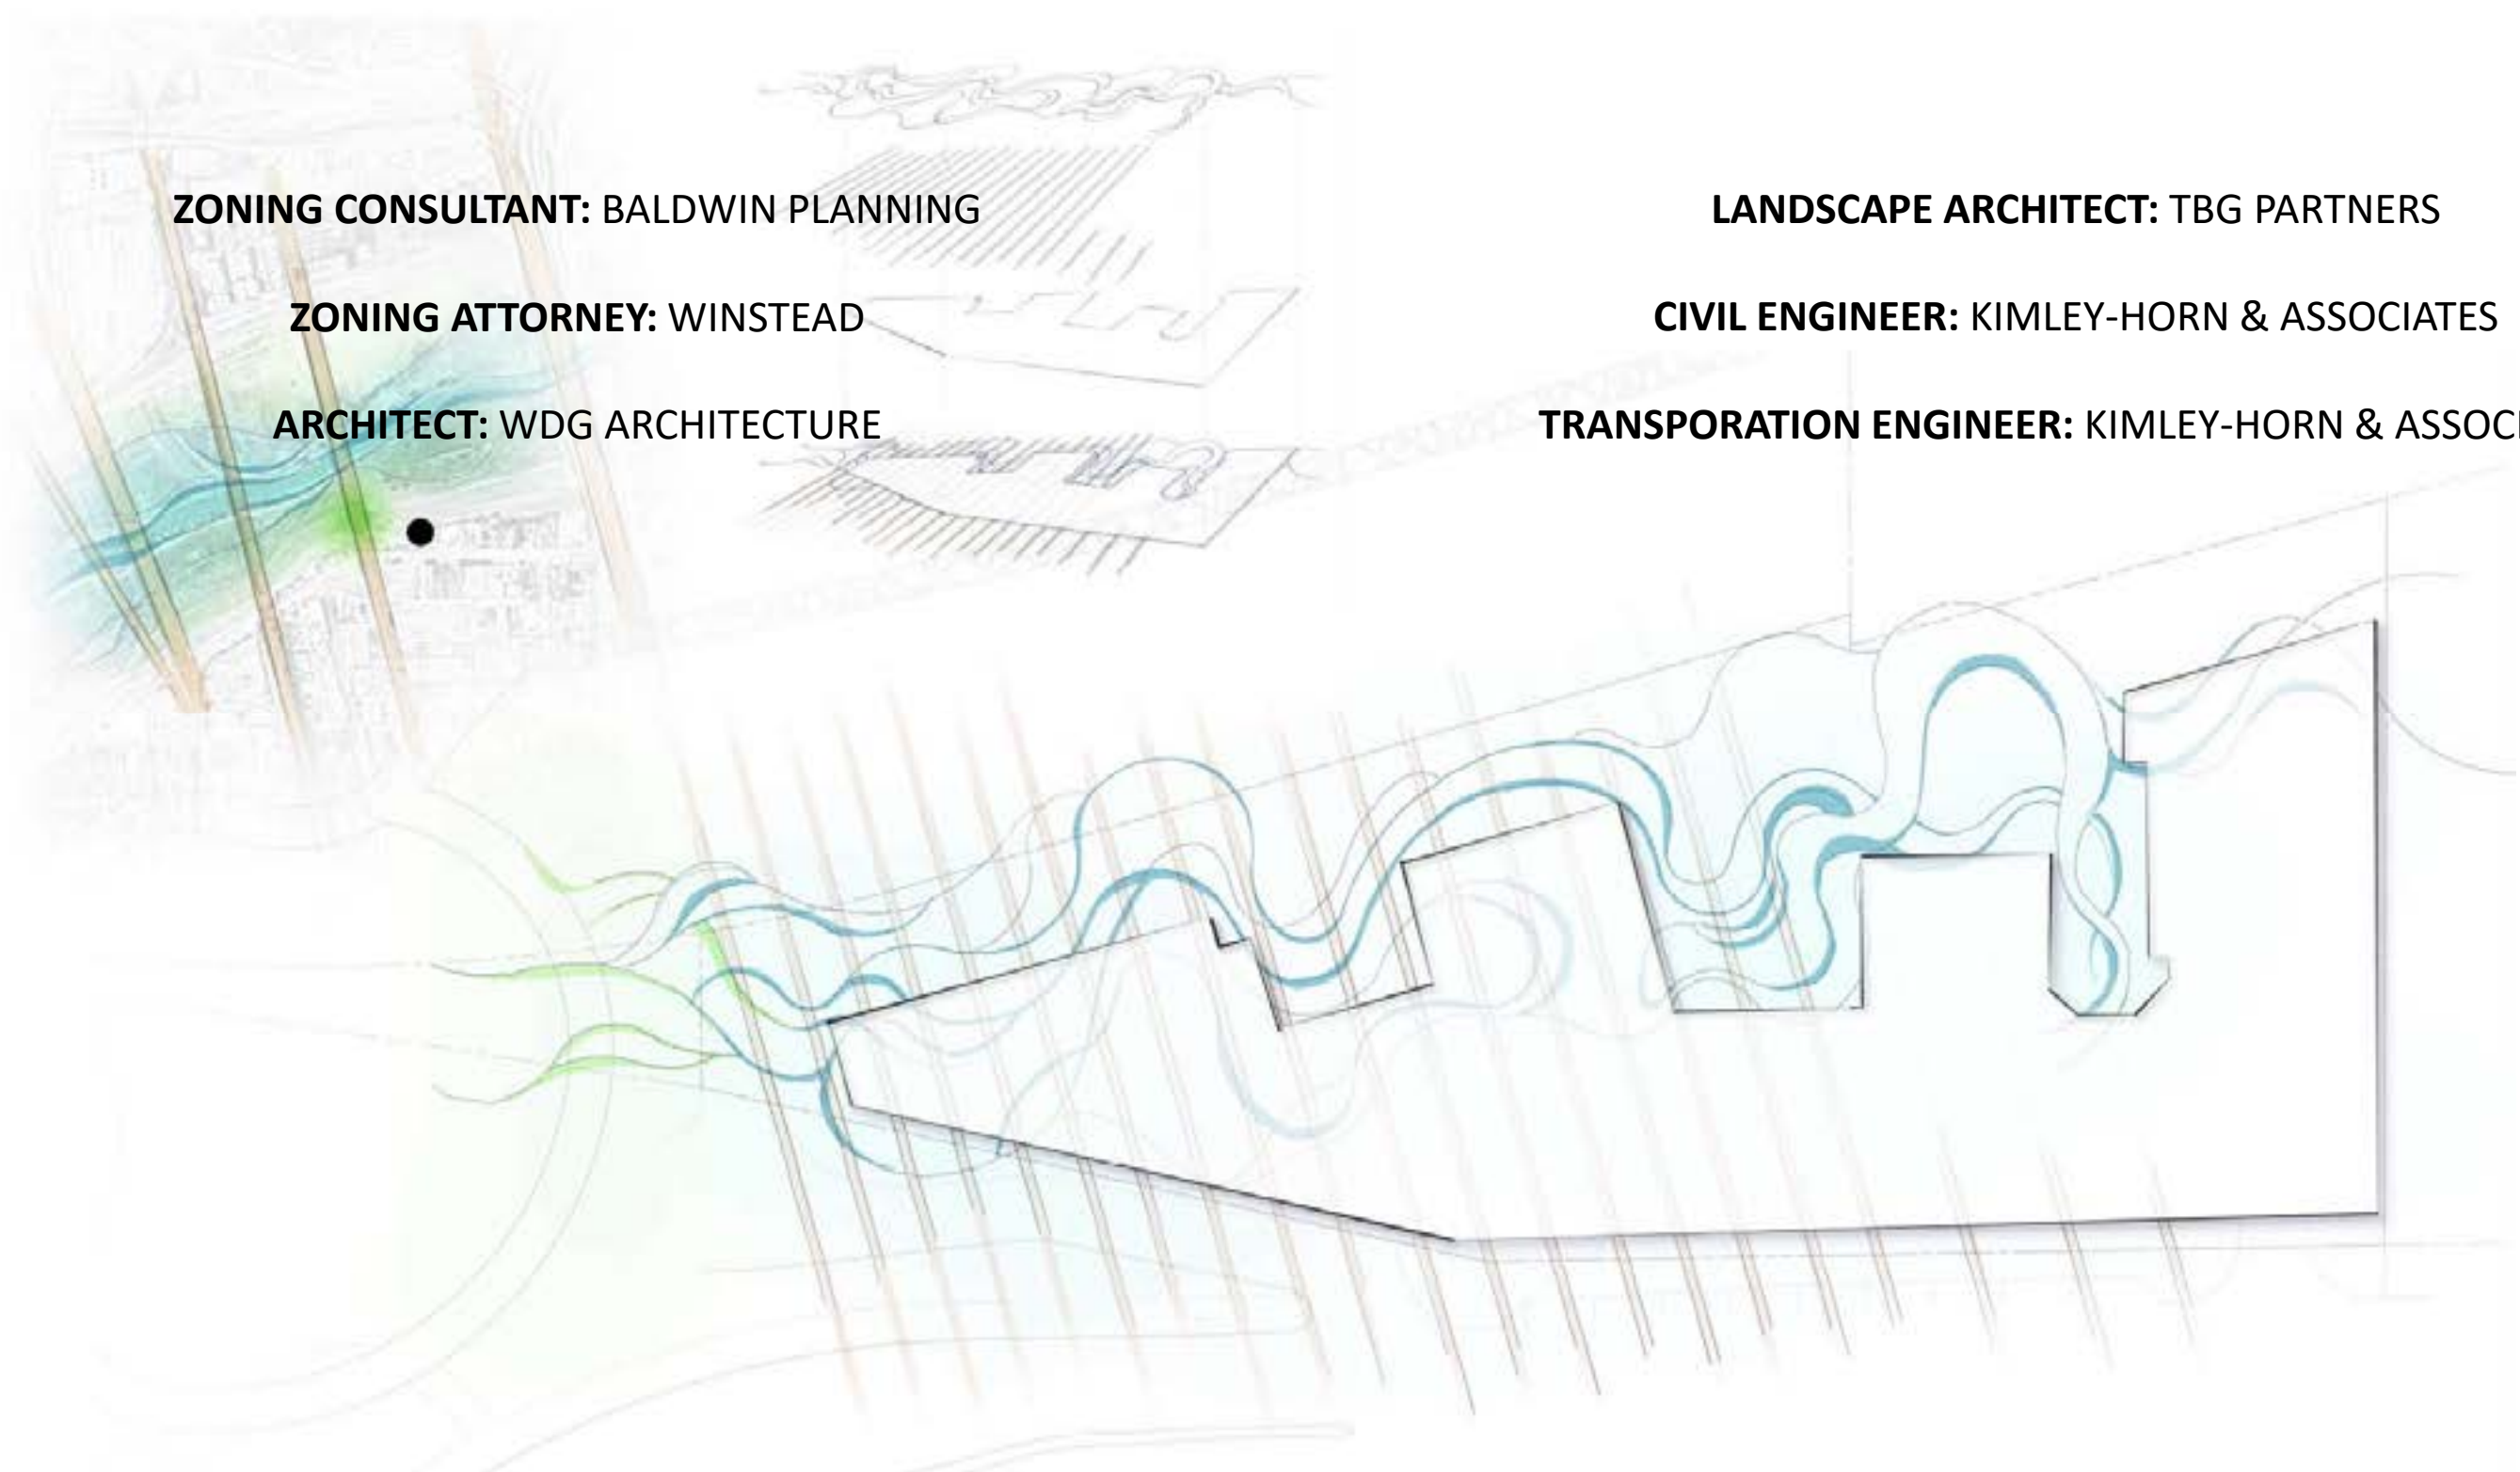 ZONING CONSULTANT: BALDWIN PLANNING
ZONING ATTORNEY: WINSTEAD
ARCHITECT: WDG ARCHITECTURE
LANDSCAPE ARCHITECT: TBG PARTNERS
CIVIL ENGINEER: KIMLEY-HORN & ASSOCIATES
TRANSPORATION ENGINEER: KIMLEY-HORN &